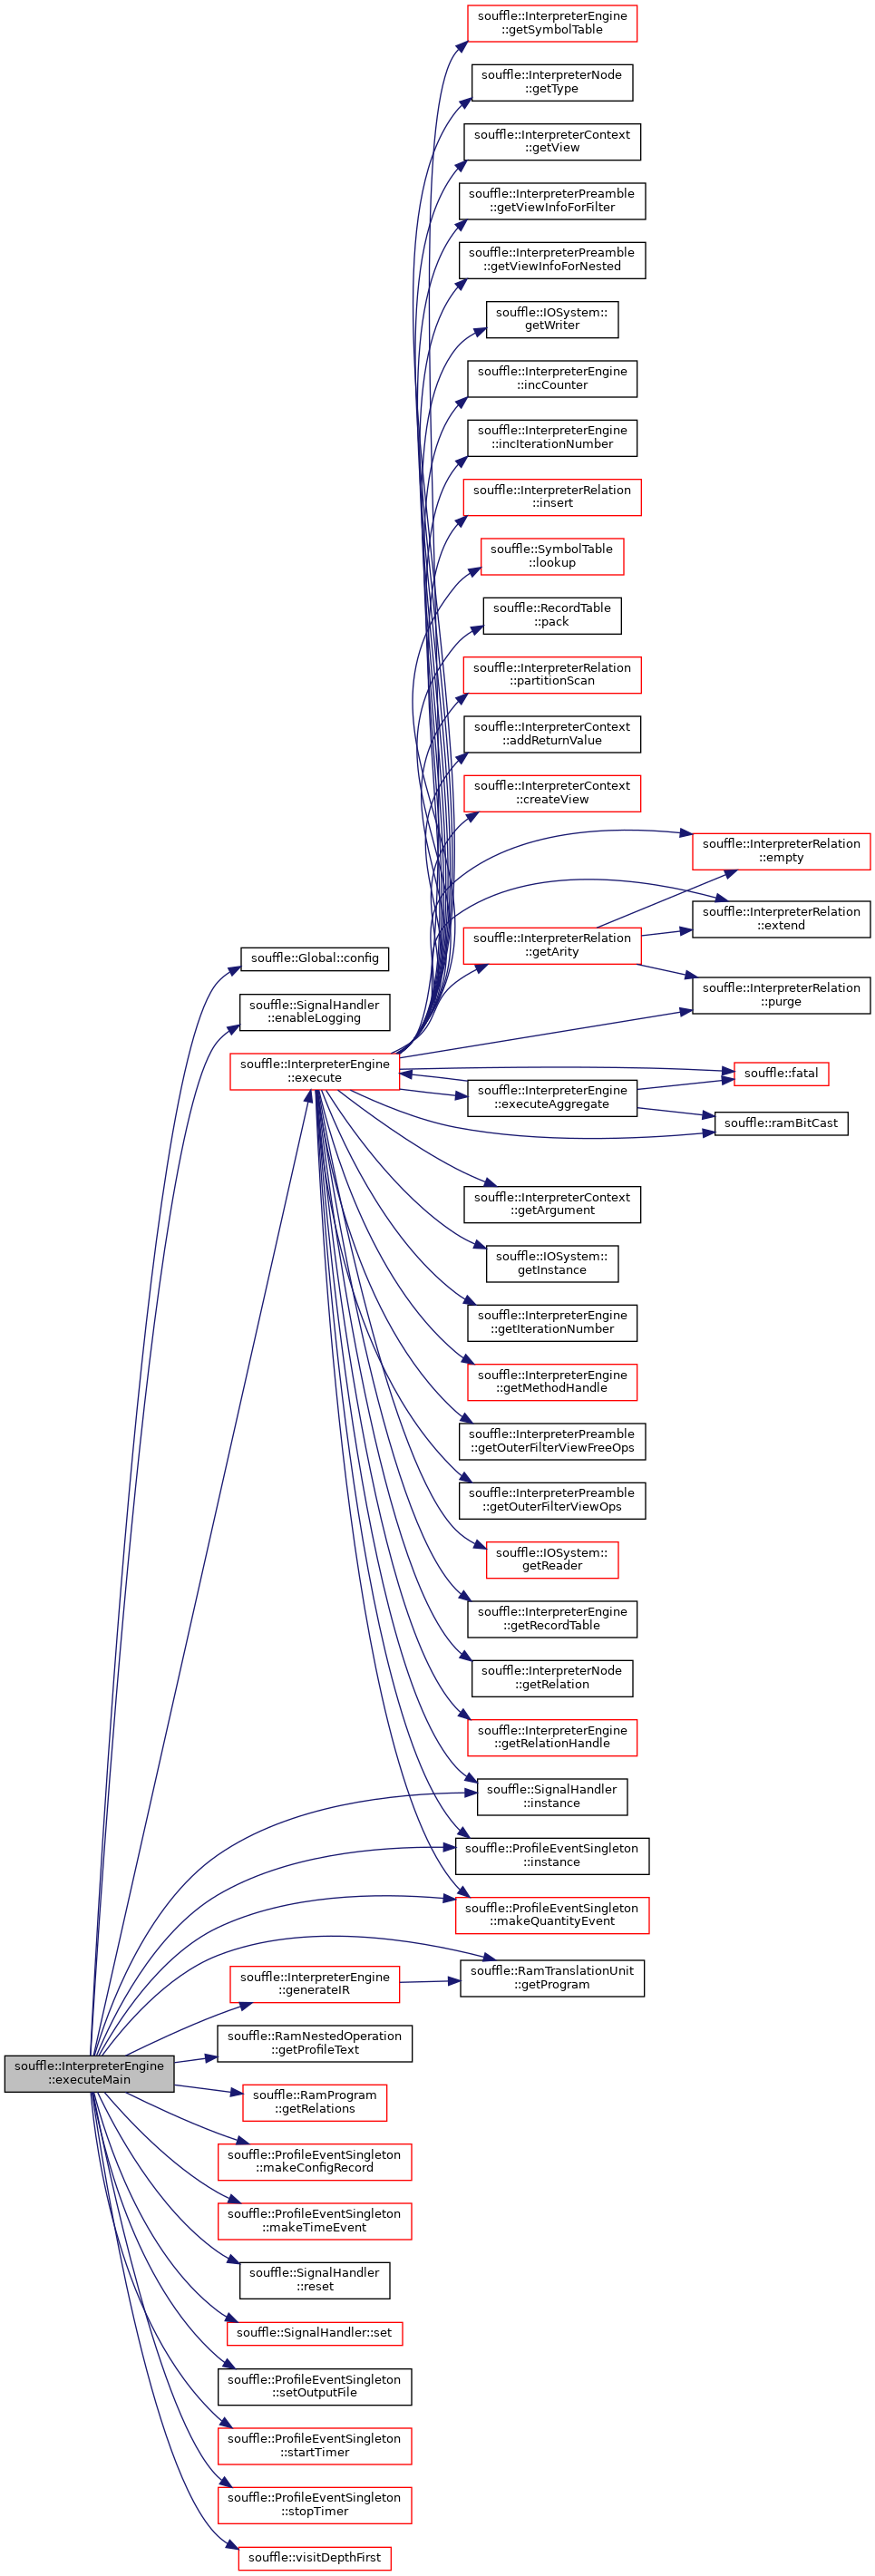 souffle::InterpreterEngine
::getSymbolTable
souffle::InterpreterNode
::getType
souffle::InterpreterContext
::getView
souffle::InterpreterPreamble
::getViewInfoForFilter
souffle::InterpreterPreamble
::getViewInfoForNested
souffle::IOSystem::
getWriter
souffle::InterpreterEngine
::incCounter
souffle::InterpreterEngine
::incIterationNumber
souffle::InterpreterRelation
::insert
souffle::SymbolTable
::lookup
souffle::RecordTable
::pack
souffle::InterpreterRelation
::partitionScan
souffle::InterpreterContext
::addReturnValue
souffle::InterpreterContext
::createView
souffle::InterpreterRelation
::empty
souffle::InterpreterRelation
::extend
souffle::InterpreterRelation
::getArity
souffle::Global::config
souffle::InterpreterRelation
::purge
souffle::SignalHandler
::enableLogging
souffle::InterpreterEngine
::execute
souffle::fatal
souffle::InterpreterEngine
::executeAggregate
souffle::ramBitCast
souffle::InterpreterContext
::getArgument
souffle::IOSystem::
getInstance
souffle::InterpreterEngine
::getIterationNumber
souffle::InterpreterEngine
::getMethodHandle
souffle::InterpreterPreamble
::getOuterFilterViewFreeOps
souffle::InterpreterPreamble
::getOuterFilterViewOps
souffle::IOSystem::
getReader
souffle::InterpreterEngine
::getRecordTable
souffle::InterpreterNode
::getRelation
souffle::InterpreterEngine
::getRelationHandle
souffle::SignalHandler
::instance
souffle::ProfileEventSingleton
::instance
souffle::ProfileEventSingleton
::makeQuantityEvent
souffle::RamTranslationUnit
::getProgram
souffle::InterpreterEngine
::generateIR
souffle::RamNestedOperation
::getProfileText
souffle::InterpreterEngine
::executeMain
souffle::RamProgram
::getRelations
souffle::ProfileEventSingleton
::makeConfigRecord
souffle::ProfileEventSingleton
::makeTimeEvent
souffle::SignalHandler
::reset
souffle::SignalHandler::set
souffle::ProfileEventSingleton
::setOutputFile
souffle::ProfileEventSingleton
::startTimer
souffle::ProfileEventSingleton
::stopTimer
souffle::visitDepthFirst